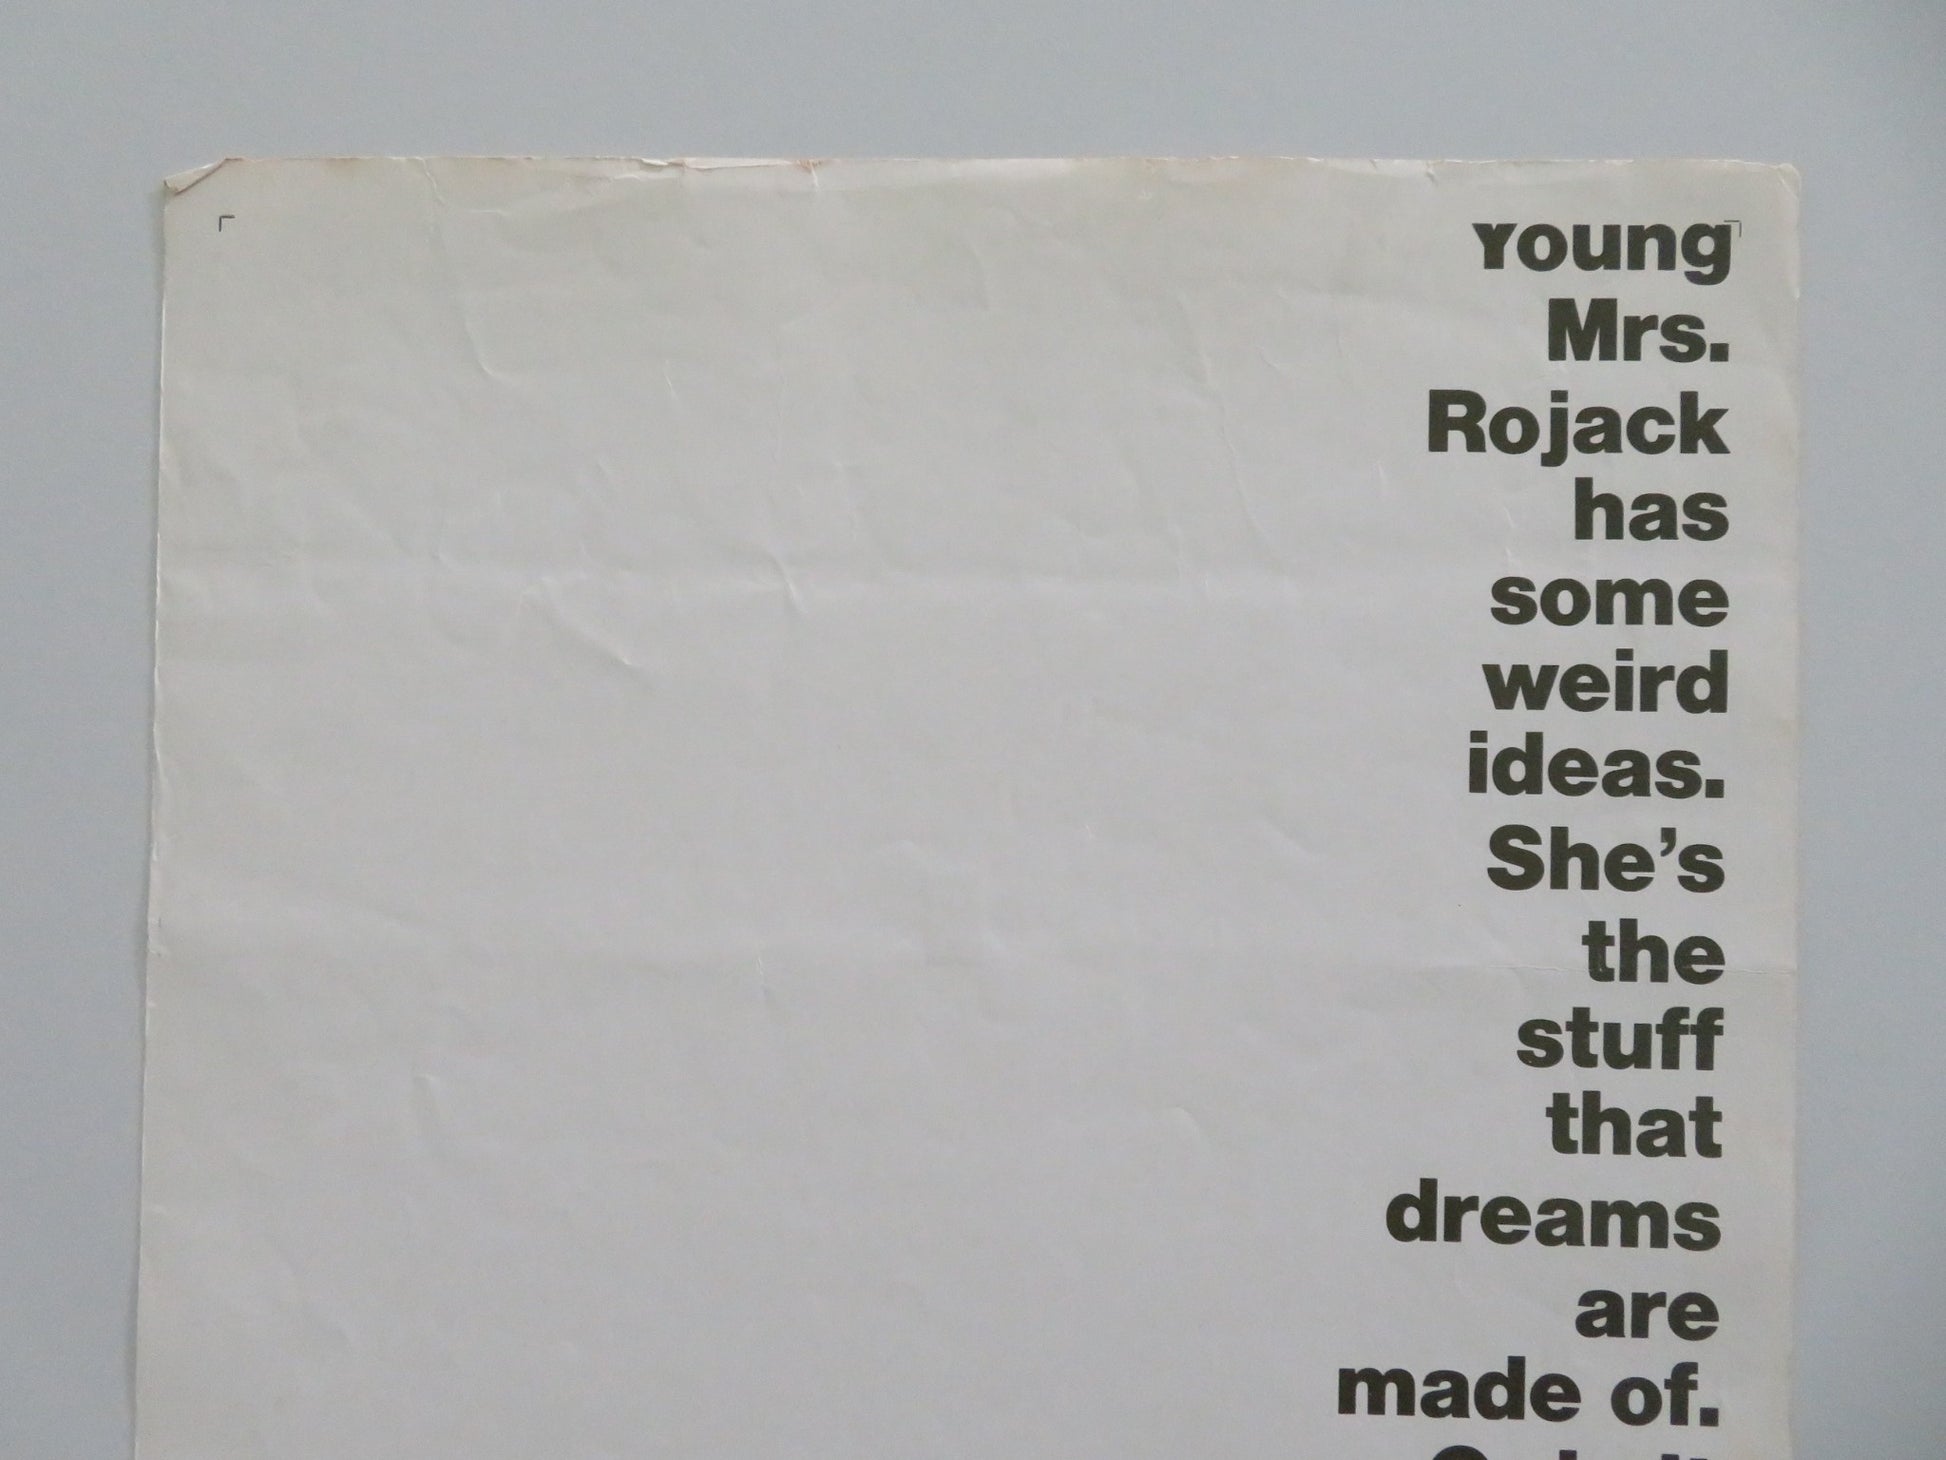 Young
Mrs.
Rojack
has
some
weird
ideas.
She's
the
stuff
that
dreams
are
made of.